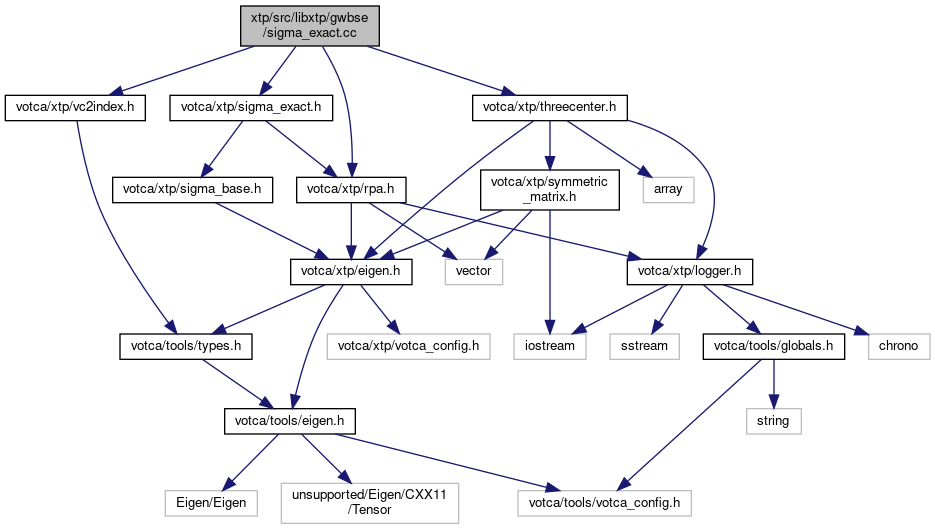 xtp/src/libxtp/gwbse
/sigma_exact.cc
votca/xtp/vc2index.h
votca/xtp/sigma_exact.h
votca/xtp/threecenter.h
votca/xtp/sigma_base.h
votca/xtp/rpa.h
votca/xtp/symmetric
_matrix.h
array
votca/xtp/eigen.h
vector
votca/xtp/logger.h
votca/tools/types.h
votca/xtp/votca_config.h
iostream
sstream
votca/tools/globals.h
chrono
votca/tools/eigen.h
string
Eigen/Eigen
unsupported/Eigen/CXX11
/Tensor
votca/tools/votca_config.h